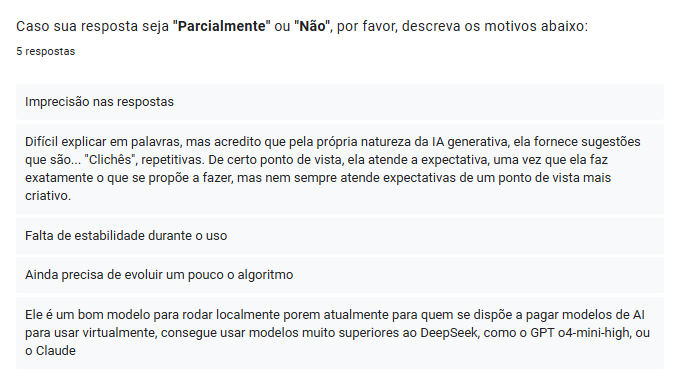 Caso sua resposta seja "Parcialmente" ou "Não", por favor, descreva os motivos abaixo:
5 respostas
Imprecisão nas respostas
Difícil explicar em palavras, mas acredito que pela própria natureza da IA generativa, ela fornece sugestões
que são... "Clichês", repetitivas. De certo ponto de vista, ela atende a expectativa, uma vez que ela faz
exatamente o que se propõe a fazer, mas nem sempre atende expectativas de um ponto de vista mais
criativo.
Falta de estabilidade durante o uso
Ainda precisa de evoluir um pouco o algoritmo
Ele é um bom modelo para rodar localmente porem atualmente para quem se dispõe a pagar modelos de AI
para usar virtualmente, consegue usar modelos muito superiores ao DeepSeek, como o GPT o4-mini-high, ou
o Claude